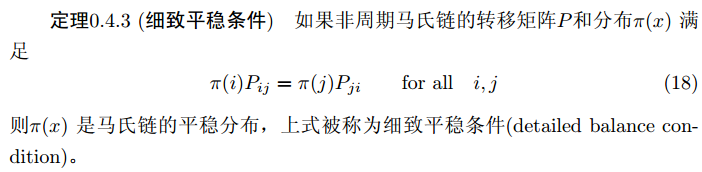 定理0.4.3 (细致平稳条件) 如果非周期马氏链的转移矩阵P和分布π(x) 满
足
π(i)P_{ij} = π(j)P_{ji} for all i, j (18)
则π(x) 是马氏链的平稳分布，上式被称为细致平稳条件(detailed balance con-
dition)。